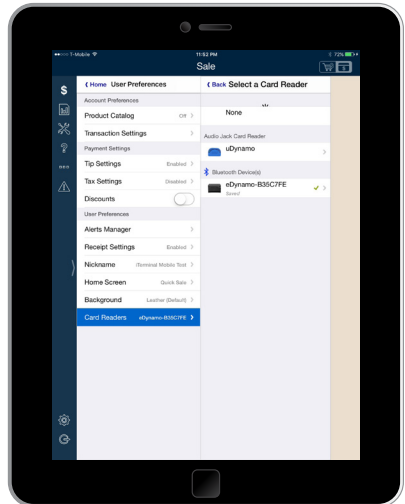 T-Mobile 11:52 PM 72%
Sale
Home User Preferences
Back Select a Card Reader
Account Preferences
Product Catalog Off
None
Transaction Settings
Audio Jack Card Reader
Payment Settings
uDynamo
Tip Settings Enabled
Bluetooth Device(s)
Tax Settings Disabled
eDynamo-B35C7FE
Saved
Discounts
User Preferences
Alerts Manager
Receipt Settings Enabled
Nickname iTerminal Mobile Test
Home Screen Quick Sale
Background Leather (Default)
Card Readers eDynamo-B35C7FE